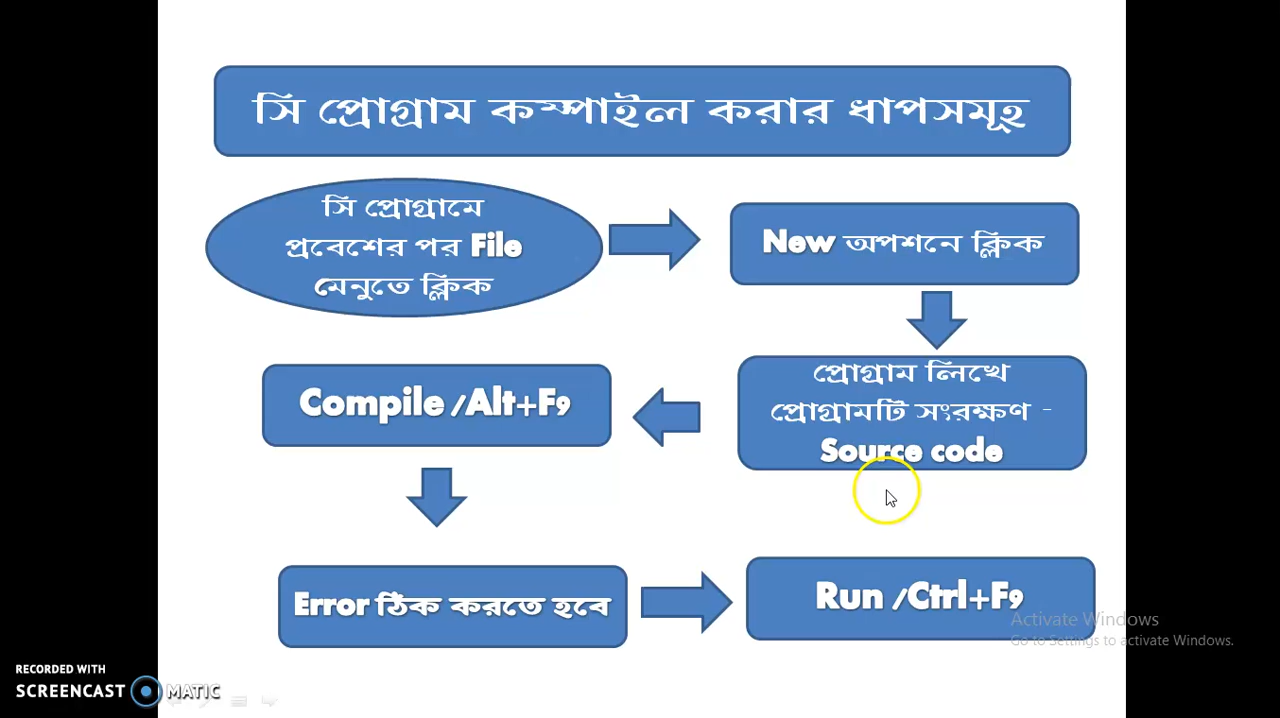 সি প্রোগ্রাম কম্পাইল করার ধাপসমূহ
সি প্রোগ্রামে
প্রবেশের পর File
মেনুতে ক্লিক
New অপশনে ক্লিক
প্রোগ্রাম লিখে
প্রোগ্রামটি সংরক্ষণ -
Source code
Compile /Alt+F9
Error ঠিক করতে হবে
Run /Ctrl+F9
Activate Windows
Go to Settings to activate Windows.
RECORDED WITH
SCREENCAST MATIC